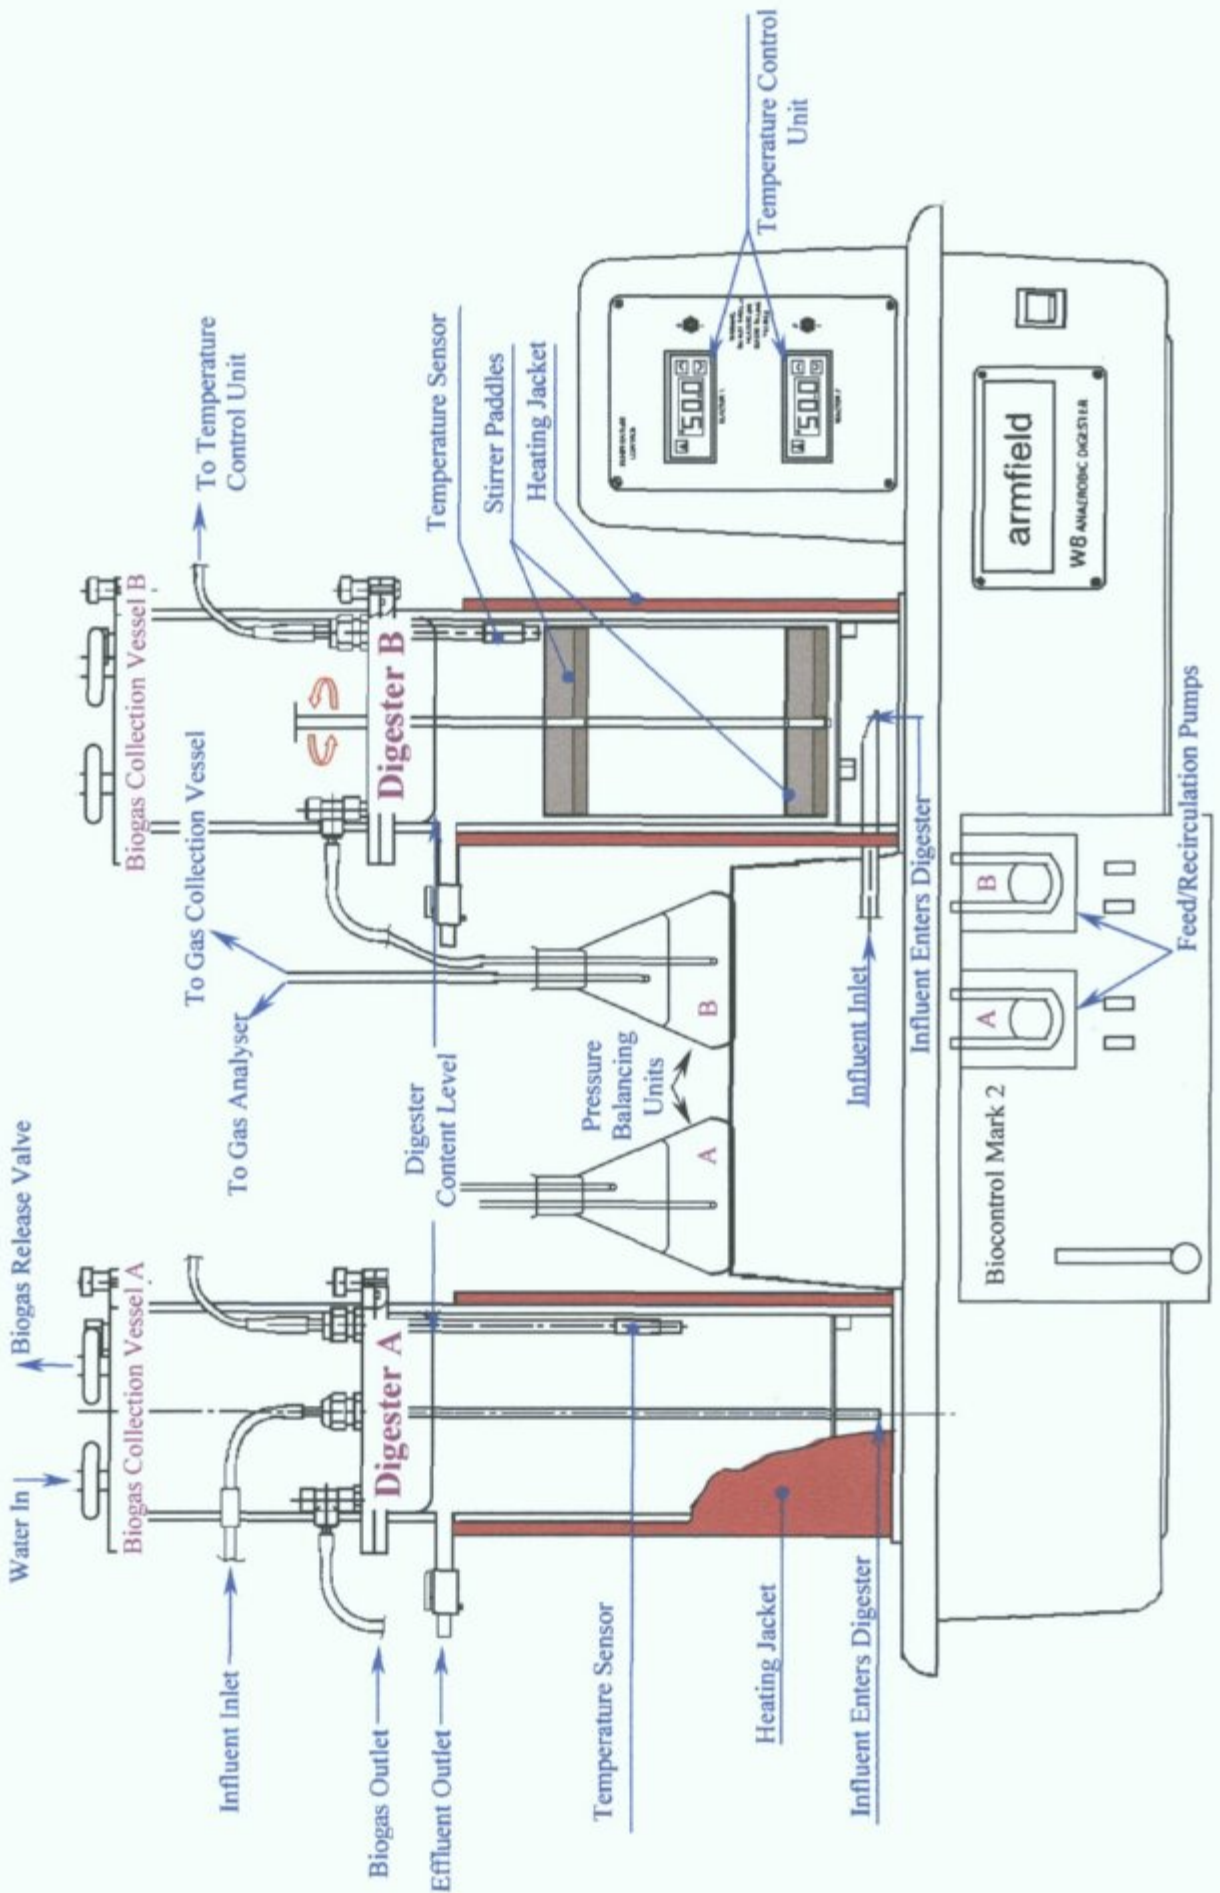 Water In
Biogas Release Valve
Biogas Collection Vessel A
Biogas Collection Vessel B
Influent Inlet
To Gas Analyser
To Gas Collection Vessel
To Temperature
Control Unit
Biogas Outlet
Effluent Outlet
Digester A
Digester B
Digester
Content Level
Temperature Sensor
Temperature Sensor
Stirrer Paddles
Heating Jacket
Pressure
Balancing
Units
A
B
Heating Jacket
Influent Enters Digester
Influent Inlet
Influent Enters Digester
50.0
50.0
Temperature Control
Unit
armfield
W8 ANAEROBIC DIGESTER
Biocontrol Mark 2
A
B
Feed/Recirculation Pumps